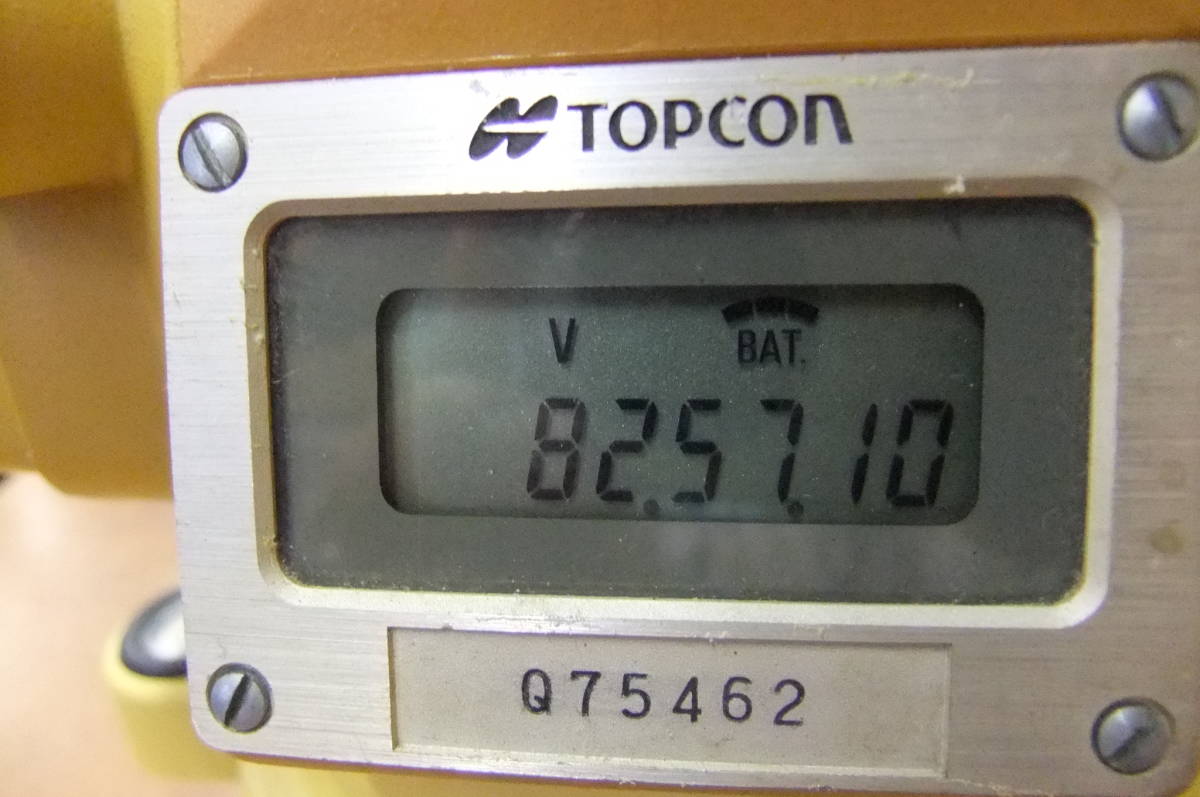 TOPCON
V BAT.
82.57.10
Q75462